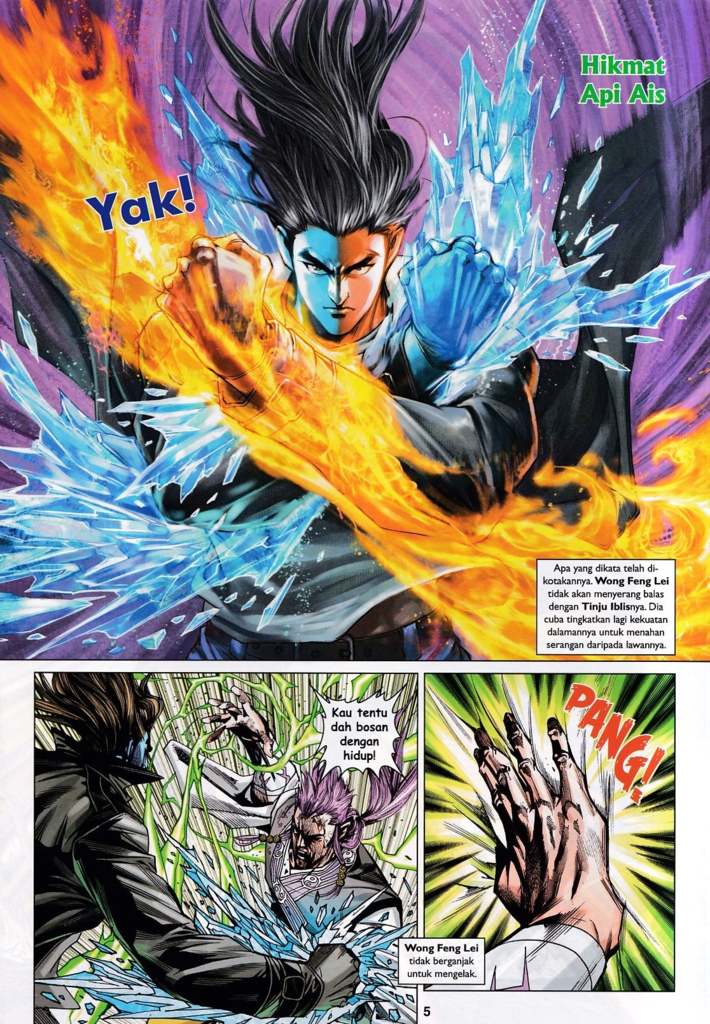 Hikmat
Api Ais
Yak!
Apa yang dikata telah di-
kotakannya. Wong Feng Lei
tidak akan menyerang balas
dengan Tinju Iblisnya. Dia
cuba tingkatkan lagi kekuatan
dalamannya untuk menahan
serangan daripada lawannya.
Kau tentu
dah bosan
dengan
hidup!
PANG!
Wong Feng Lei
tidak berganjak
untuk mengelak.
5